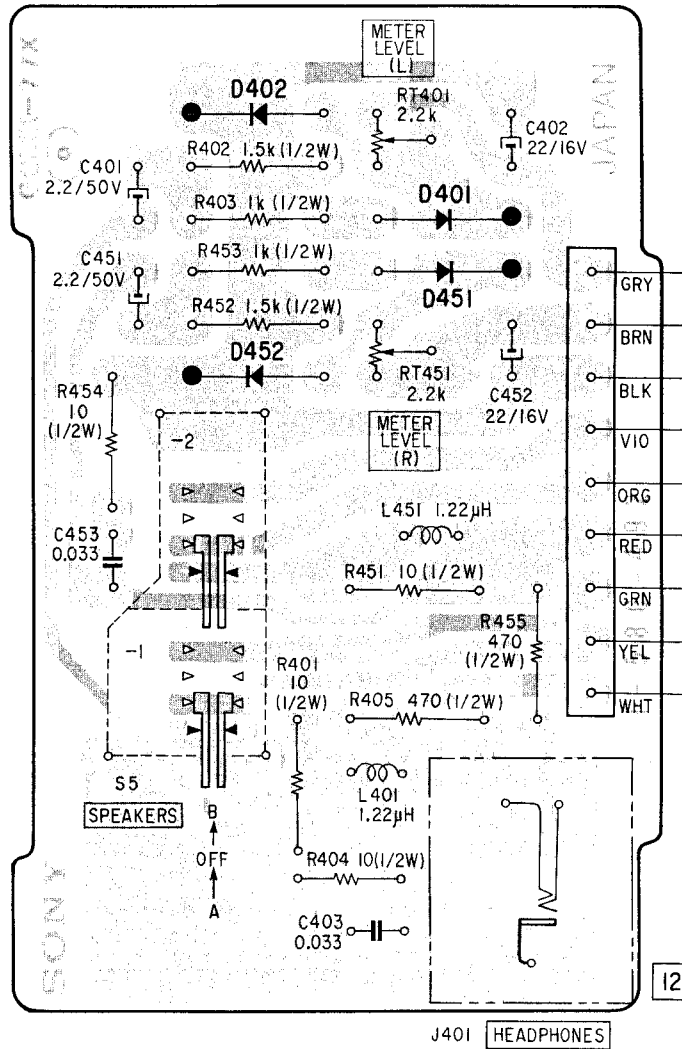 METER
LEVEL
(L)
D402
RT401
2.2k
C402
22/16V
JAPAN
R402 1.5k (1/2W)
C401
2.2/50V
R403 1k (1/2W)
D401
R453 1k (1/2W)
C451
2.2/50V
D451
R452 1.5k (1/2W)
D452
RT451
2.2k
C452
22/16V
R454
10
(1/2W)
METER
LEVEL
(R)
-2
L451 1.22μH
C453
0.033
R451 10 (1/2W)
R455
470
(1/2W)
-1
R401
10
(1/2W)
R405 470 (1/2W)
GRY
BRN
BLK
VIO
ORG
RED
GRN
YEL
WHT
S5
SPEAKERS
B
OFF
A
L401
1.22μH
R404 10(1/2W)
C403
0.033
SONY
12
J401 HEADPHONES